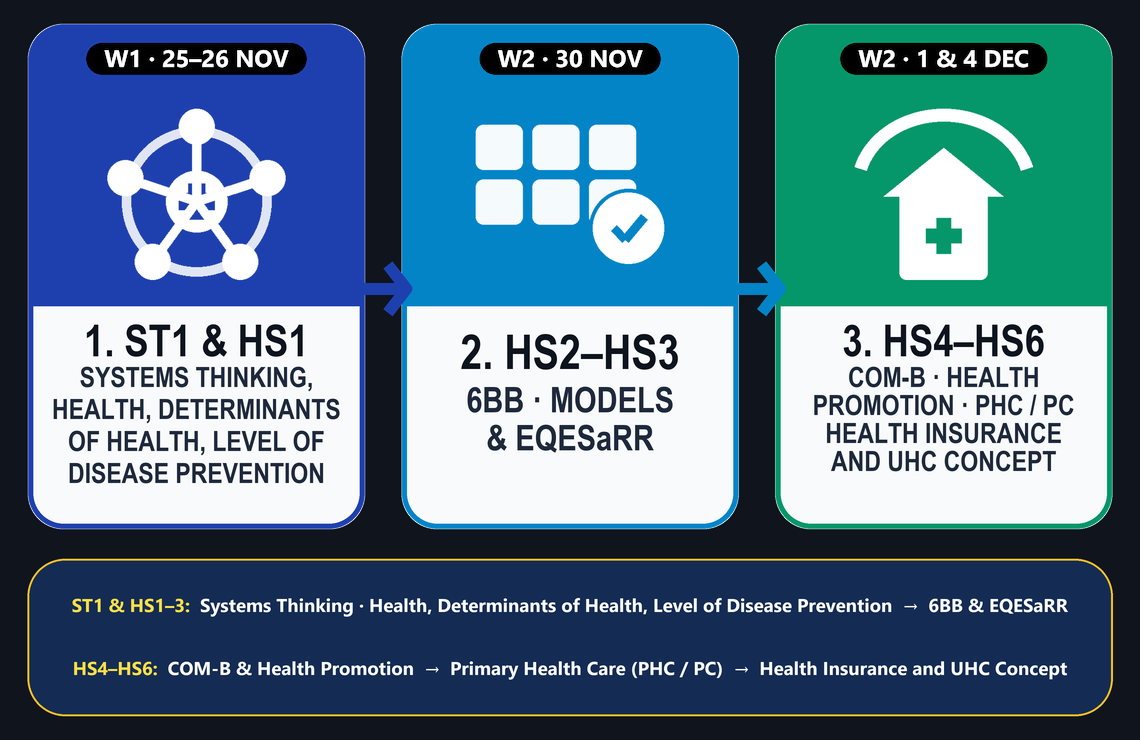 W1 · 25–26 NOV
1. ST1 & HS1
SYSTEMS THINKING,
HEALTH, DETERMINANTS
OF HEALTH, LEVEL OF
DISEASE PREVENTION
W2 · 30 NOV
2. HS2–HS3
6BB · MODELS
& EQESaRR
W2 · 1 & 4 DEC
3. HS4–HS6
COM-B · HEALTH
PROMOTION · PHC / PC
HEALTH INSURANCE
AND UHC CONCEPT
ST1 & HS1–3: Systems Thinking · Health, Determinants of Health, Level of Disease Prevention → 6BB & EQESaRR
HS4–HS6: COM-B & Health Promotion → Primary Health Care (PHC / PC) → Health Insurance and UHC Concept